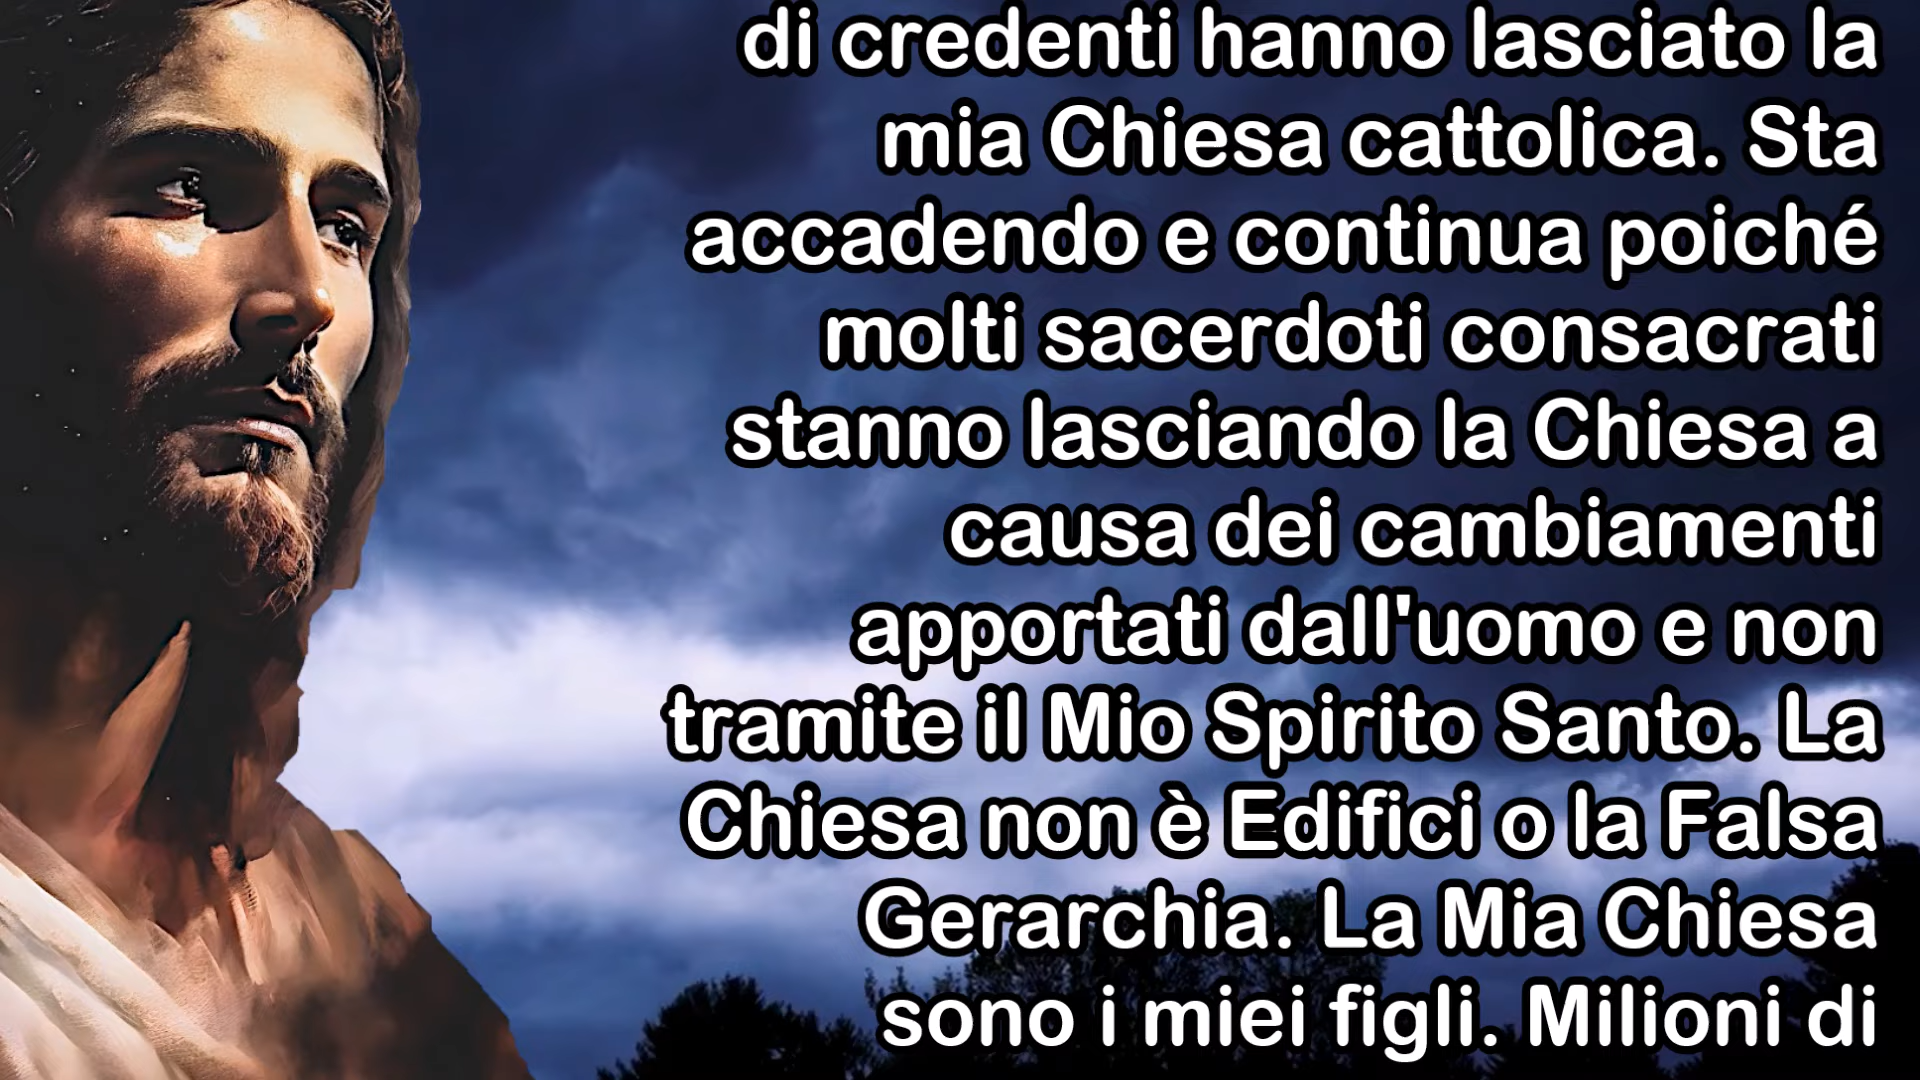 di credenti hanno lasciato la
mia Chiesa cattolica. Sta
accadendo e continua poiché
molti sacerdoti consacrati
stanno lasciando la Chiesa a
causa dei cambiamenti
apportati dall'uomo e non
tramite il Mio Spirito Santo. La
Chiesa non è Edifici o la Falsa
Gerarchia. La Mia Chiesa
sono i miei figli. Milioni di